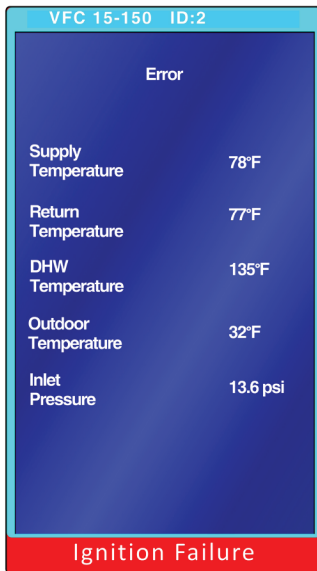 VFC 15-150 ID:2
Error
Supply
Temperature
78°F
Return
Temperature
77°F
DHW
Temperature
135°F
Outdoor
Temperature
32°F
Inlet
Pressure
13.6 psi
Ignition Failure